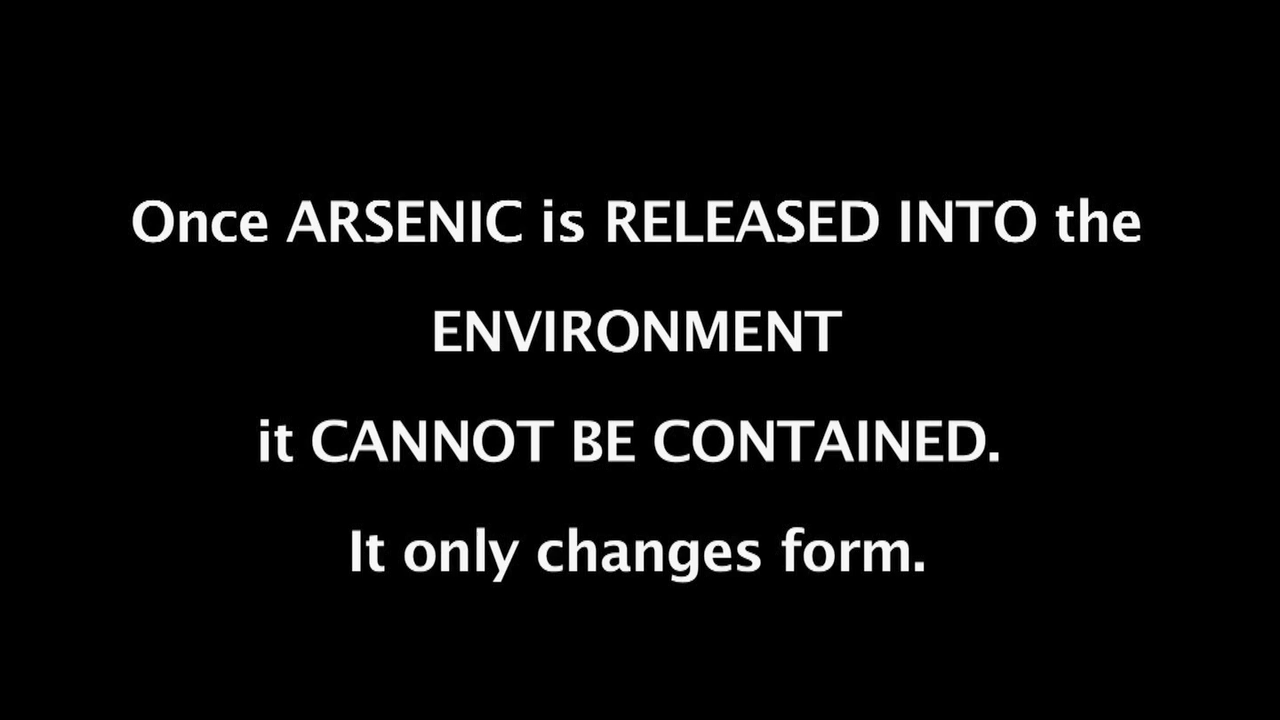 Once ARSENIC is RELEASED INTO the
ENVIRONMENT
it CANNOT BE CONTAINED.
It only changes form.